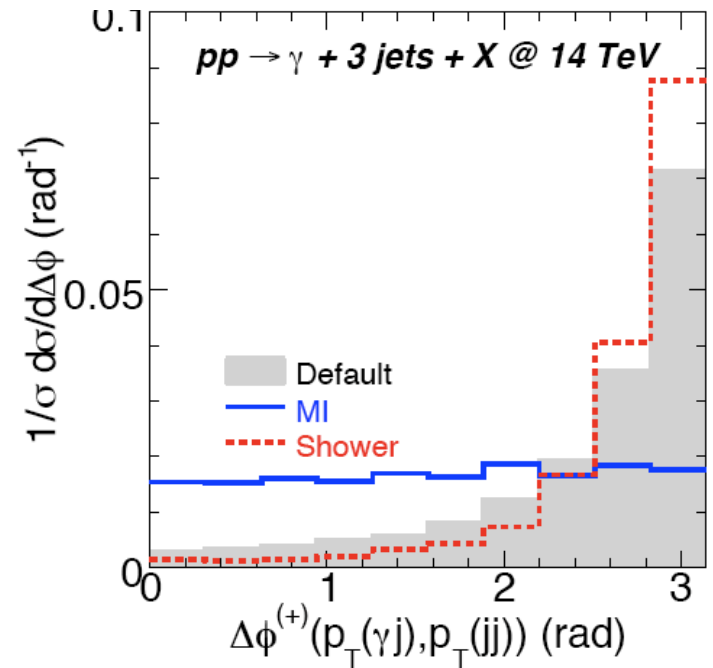 0.1
pp → γ + 3 jets + X @ 14 TeV
1/σ dσ/dΔϕ (rad⁻¹)
0.05
Default
MI
Shower
0
0 1 2 3
Δϕ⁽⁺⁾(p_T(γj),p_T(jj)) (rad)